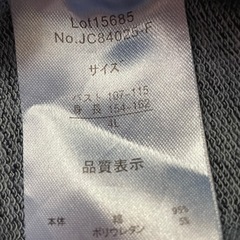 Lot15685
No.JC84025-F
サイズ
バスト 107-115
身長 154-162
4L
品質表示
本体 綿 95%
ポリウレタン 5%